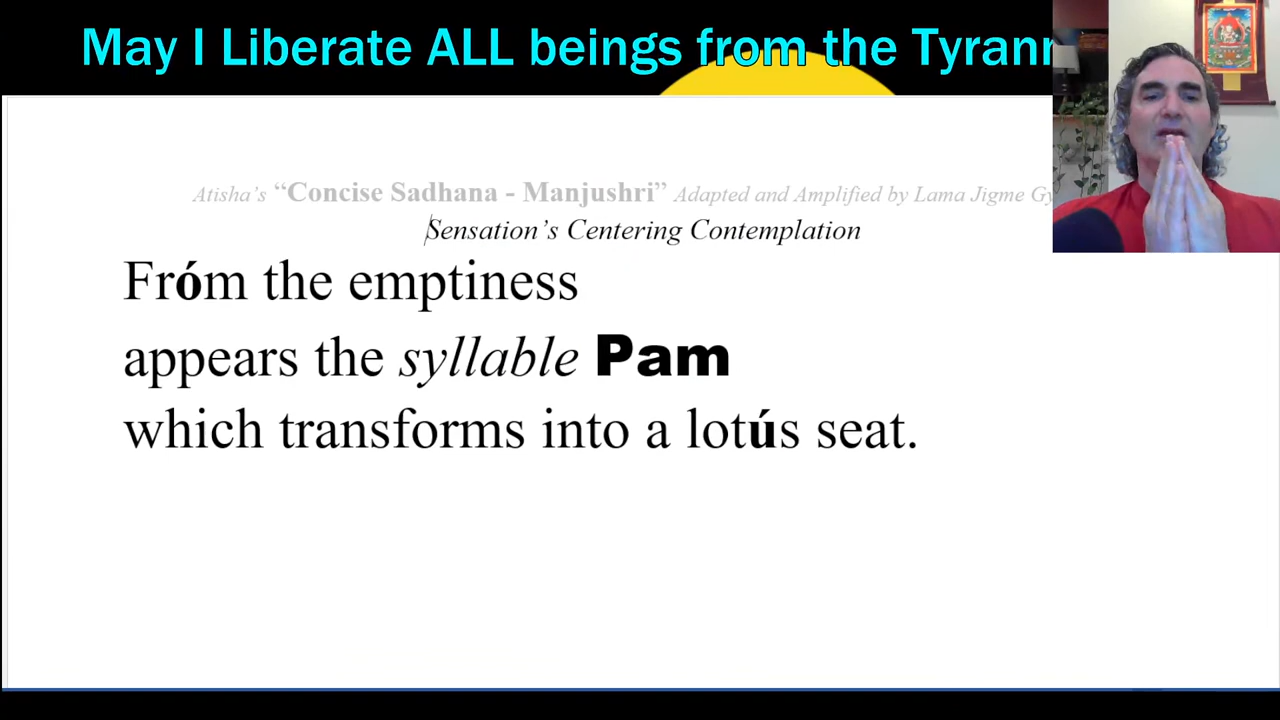 May I Liberate ALL beings from the
Atisha's “Concise Sadhana - Manjushri” Adapted and Amplified by Lama Jigme
Sensation's Centering Contemplation
Fróm the emptiness
appears the syllable Pam
which transforms into a lotús seat.